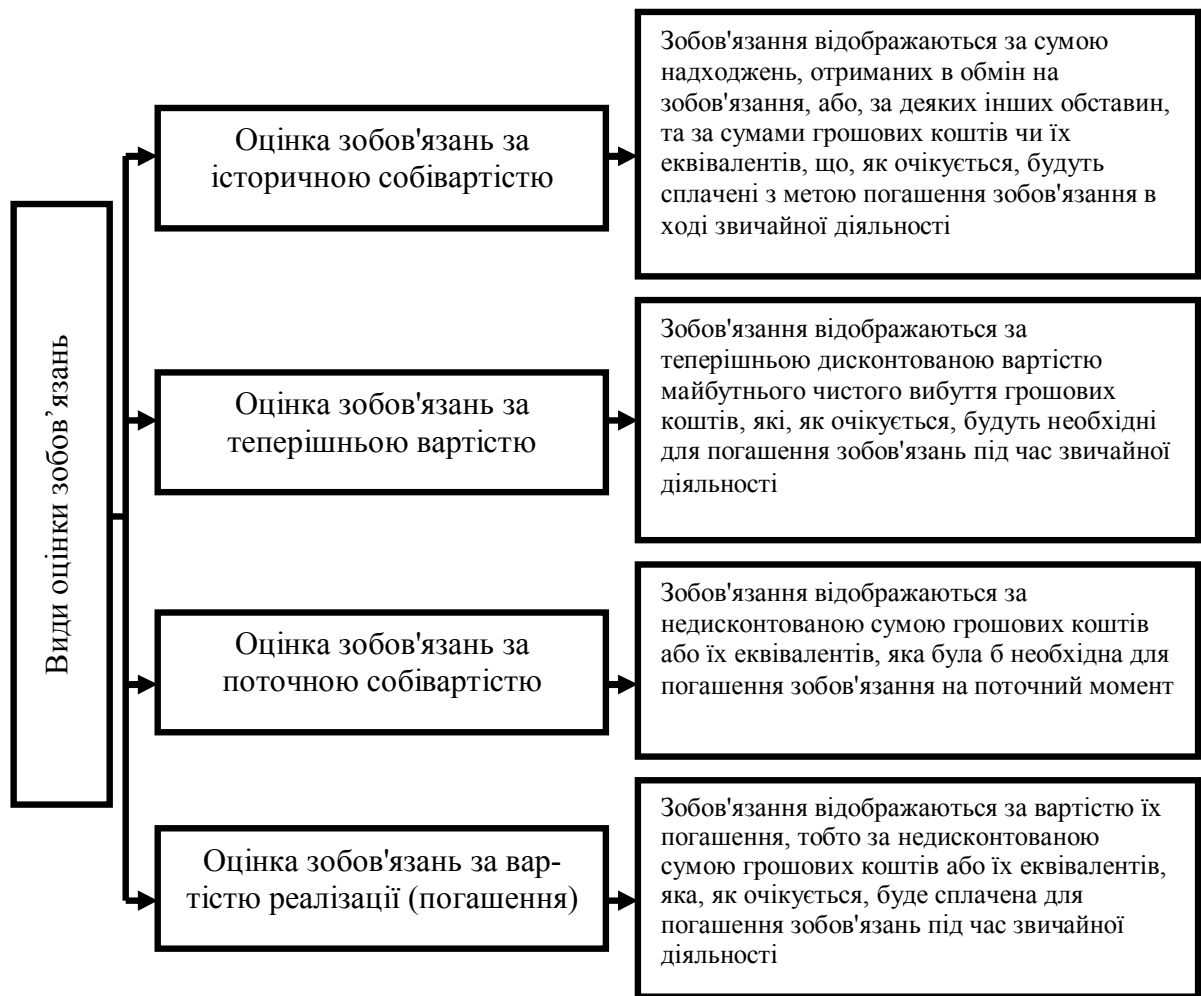 Види оцінки зобов’язань
Оцінка зобов'язань за
історичною собівартістю
Зобов'язання відображаються за сумою
надходжень, отриманих в обмін на
зобов'язання, або, за деяких інших обставин,
та за сумами грошових коштів чи їх
еквівалентів, що, як очікується, будуть
сплачені з метою погашення зобов'язання в
ході звичайної діяльності
Оцінка зобов'язань за
теперішньою вартістю
Зобов'язання відображаються за
теперішньою дисконтованою вартістю
майбутнього чистого вибуття грошових
коштів, які, як очікується, будуть необхідні
для погашення зобов'язань під час звичайної
діяльності
Оцінка зобов'язань за
поточною собівартістю
Зобов'язання відображаються за
недисконтованою сумою грошових коштів
або їх еквівалентів, яка була б необхідна для
погашення зобов'язання на поточний момент
Оцінка зобов'язань за вар-
тістю реалізації (погашення)
Зобов'язання відображаються за вартістю їх
погашення, тобто за недисконтованою
сумою грошових коштів або їх еквівалентів,
яка, як очікується, буде сплачена для
погашення зобов'язань під час звичайної
діяльності